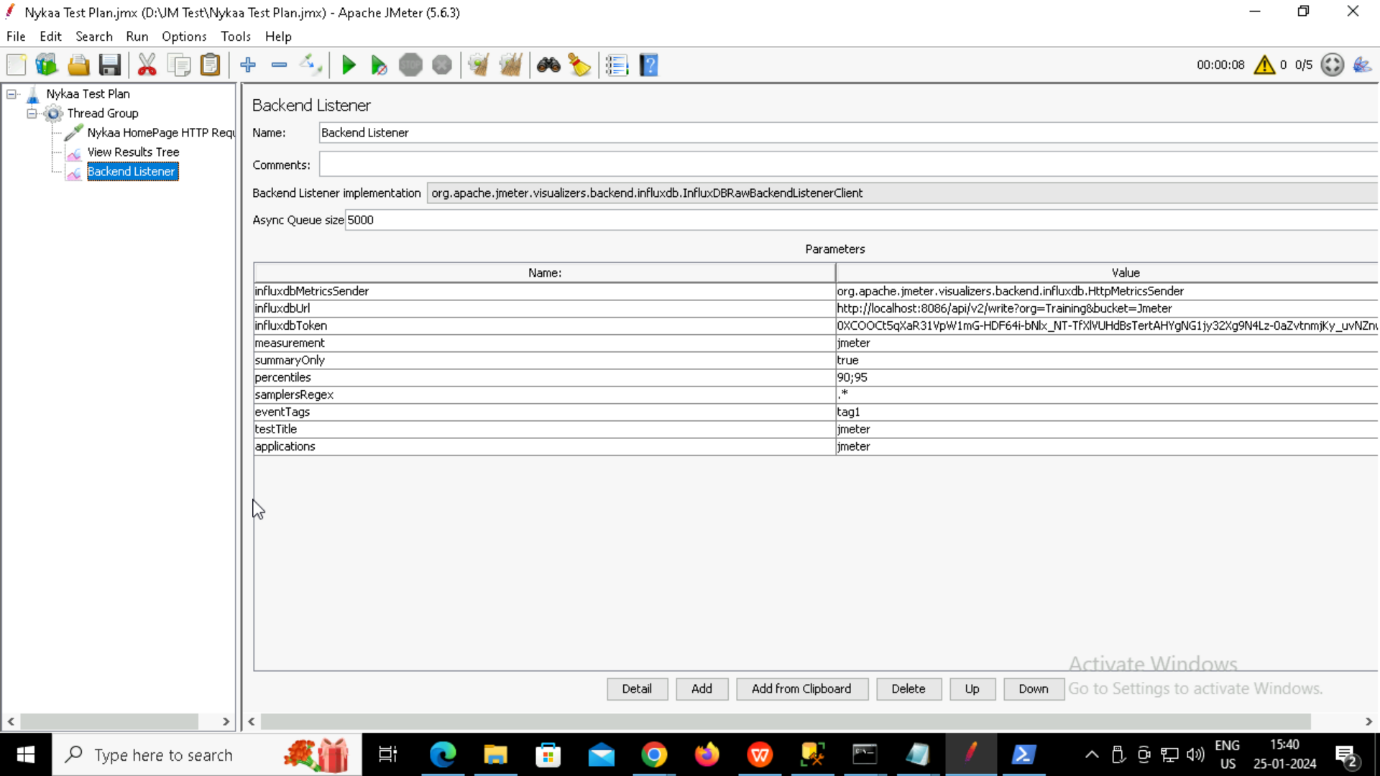 Nykaa Test Plan.jmx (D:\JM Test\Nykaa Test Plan.jmx) - Apache JMeter (5.6.3)
File Edit Search Run Options Tools Help
00:00:08 0 0/5
Nykaa Test Plan
Thread Group
Nykaa HomePage HTTP Requ
View Results Tree
Backend Listener
Backend Listener
Name: Backend Listener
Comments:
Backend Listener implementation org.apache.jmeter.visualizers.backend.influxdb.InfluxDBRawBackendListenerClient
Async Queue size 5000
Parameters
Name: Value
influxdbMetricsSender org.apache.jmeter.visualizers.backend.influxdb.HttpMetricsSender
influxdbUrl http://localhost:8086/api/v2/write?org=Training&bucket=Jmeter
influxdbToken
measurement jmeter
summaryOnly true
percentiles 90;95
samplersRegex .*
eventTags tag1
testTitle jmeter
applications jmeter
Detail Add Add from Clipboard Delete Up Down
Activate Windows
Go to Settings to activate Windows.
Type here to search
ENG
US
15:40
25-01-2024
2